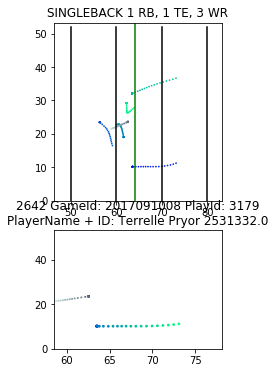 SINGLEBACK 1 RB, 1 TE, 3 WR
50
40
30
20
10
0
50 60 70 80
2642 GameId: 2017091008 PlayId: 3179
PlayerName + ID: Terrelle Pryor 2531332.0
40
20
0
60 65 70 75